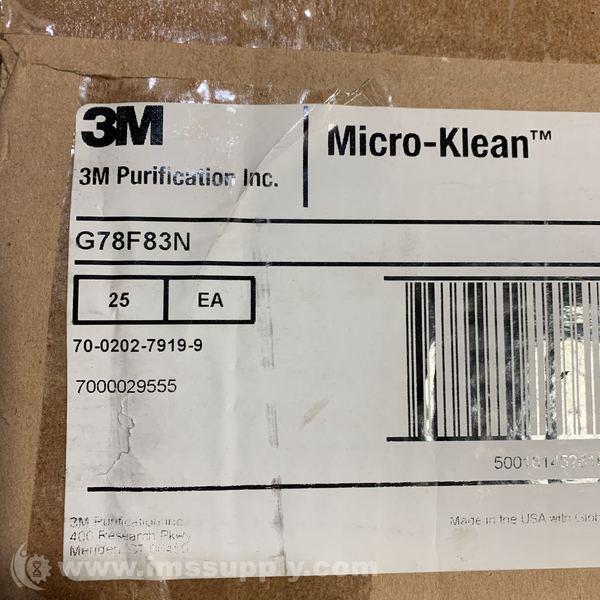 3M
3M Purification Inc.
Micro-Klean™
G78F83N
25 EA
70-0202-7919-9
7000029555
3M Purification Inc.
400 Research Pkwy
Meriden, CT 06450
Made in the USA with Glob
www.imssupply.com